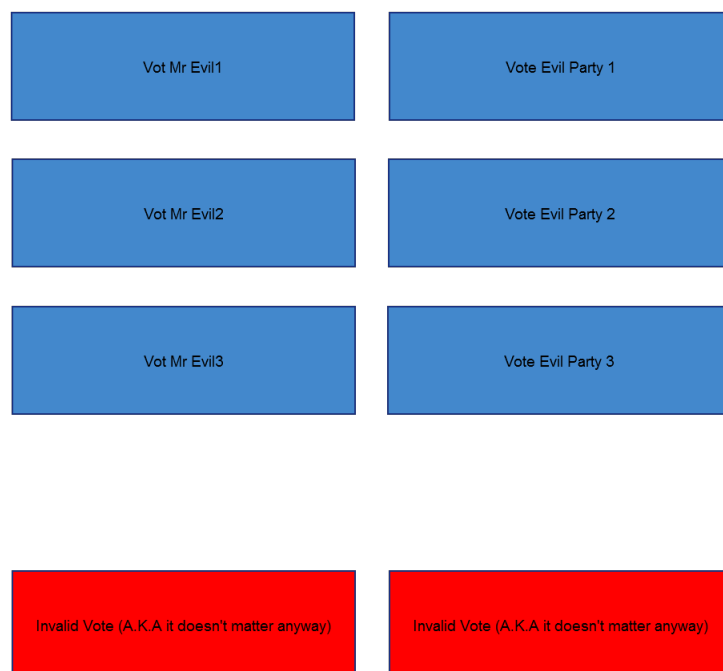 Vot Mr Evil1
Vote Evil Party 1
Vot Mr Evil2
Vote Evil Party 2
Vot Mr Evil3
Vote Evil Party 3
Invalid Vote (A.K.A it doesn't matter anyway)
Invalid Vote (A.K.A it doesn't matter anyway)